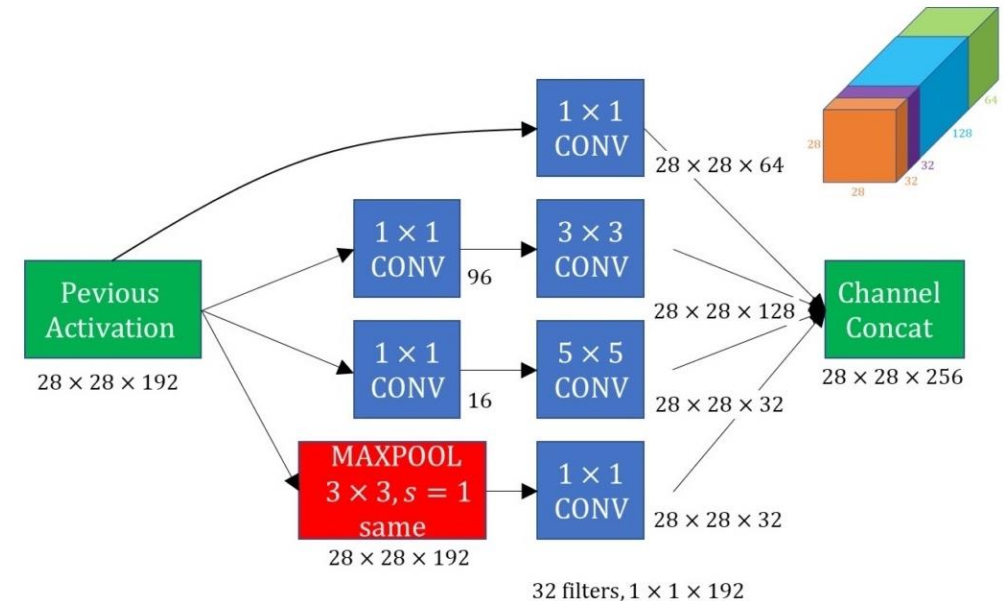 1 × 1
CONV
28 × 28 × 64
28
28
32
32
128
64
1 × 1
CONV
96
3 × 3
CONV
28 × 28 × 128
Pevious
Activation
28 × 28 × 192
1 × 1
CONV
16
5 × 5
CONV
28 × 28 × 32
Channel
Concat
28 × 28 × 256
MAXPOOL
3 × 3, s = 1
same
28 × 28 × 192
1 × 1
CONV
28 × 28 × 32
32 filters, 1 × 1 × 192